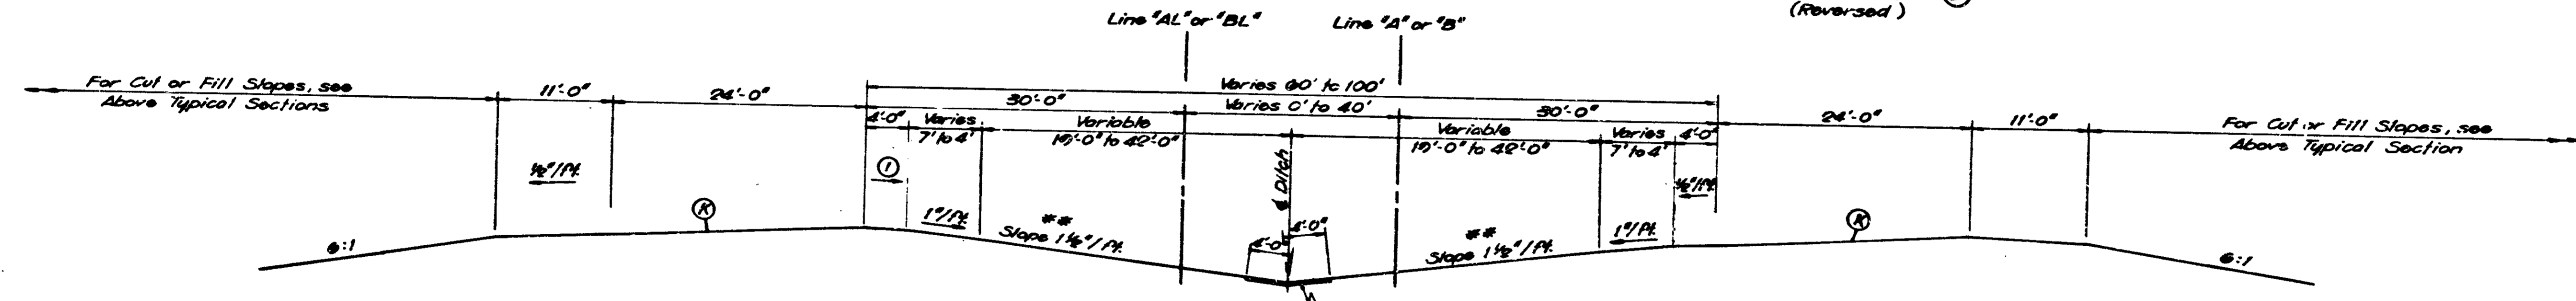 (Reversed)
Line "AL" or "BL"
Line "A" or "B"
For Cut or Fill Slopes, see
Above Typical Sections
11'-0"
24'-0"
Varies 60' to 100'
30'-0"
Varies 0' to 40'
30'-0"
24'-0"
11'-0"
For Cut or Fill Slopes, see
Above Typical Section
4'-0"
Varies
7' to 4'
Variable
19'-0" to 42'-0"
Variable
19'-0" to 42'-0"
Varies
7' to 4'
4'-0"
½"/Ft.
1
℄ Ditch
½"/Ft.
K
K
1"/Ft.
**
Slope 1½"/Ft.
4'-0"
4'-0"
**
Slope 1½"/Ft.
1"/Ft.
6:1
6:1